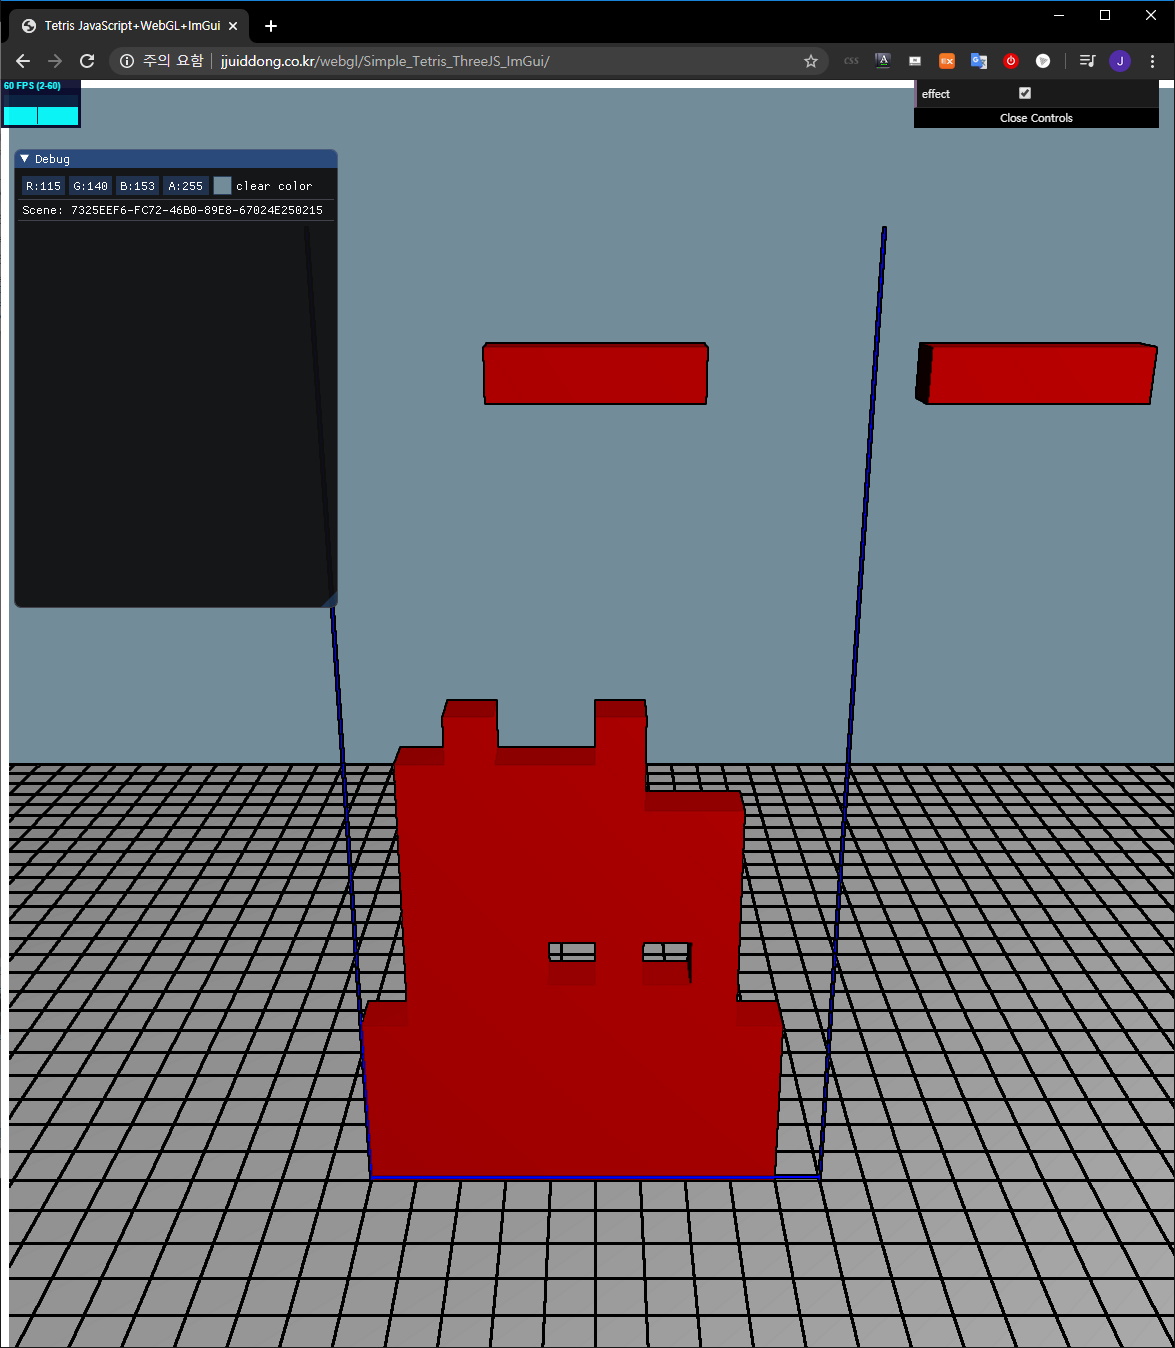 Tetris JavaScript+WebGL+ImGui
주의 요함
jjuiddong.co.kr/webgl/Simple_Tetris_ThreeJS_ImGui/
css
A
EX
J
60 FPS (2-60)
effect
Close Controls
Debug
R:115 G:140 B:153 A:255 clear color
Scene: 7325EEF6-FC72-46B0-89E8-67024E250215